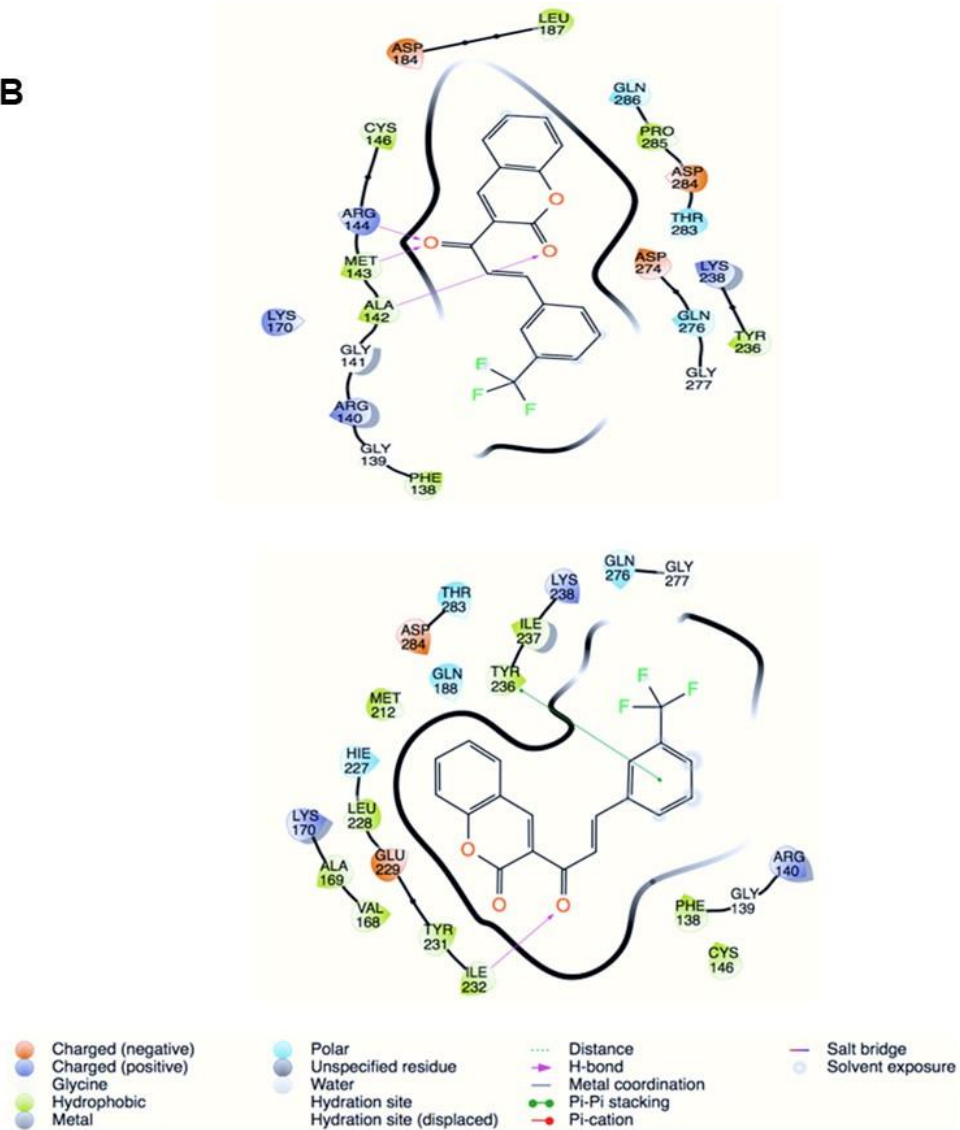 B
LEU
187
ASP
184
GLN
286
PRO
285
CYS
146
ASP
284
ARG
144
THR
283
O
O
O
MET
143
ASP
274
LYS
238
ALA
142
LYS
170
GLN
276
TYR
236
GLY
141
GLY
277
F
F
F
ARG
140
GLY
139
PHE
138
GLN
276
GLY
277
LYS
238
THR
283
ILE
237
ASP
284
GLN
188
TYR
236
MET
212
F
F
F
HIE
227
LEU
228
LYS
170
GLU
229
ALA
169
O
ARG
140
VAL
168
O
O
PHE
138
GLY
139
TYR
231
CYS
146
ILE
232
Charged (negative)
Charged (positive)
Glycine
Hydrophobic
Metal
Polar
Unspecified residue
Water
Hydration site
Hydration site (displaced)
Distance
H-bond
Metal coordination
Pi-Pi stacking
Pi-cation
Salt bridge
Solvent exposure